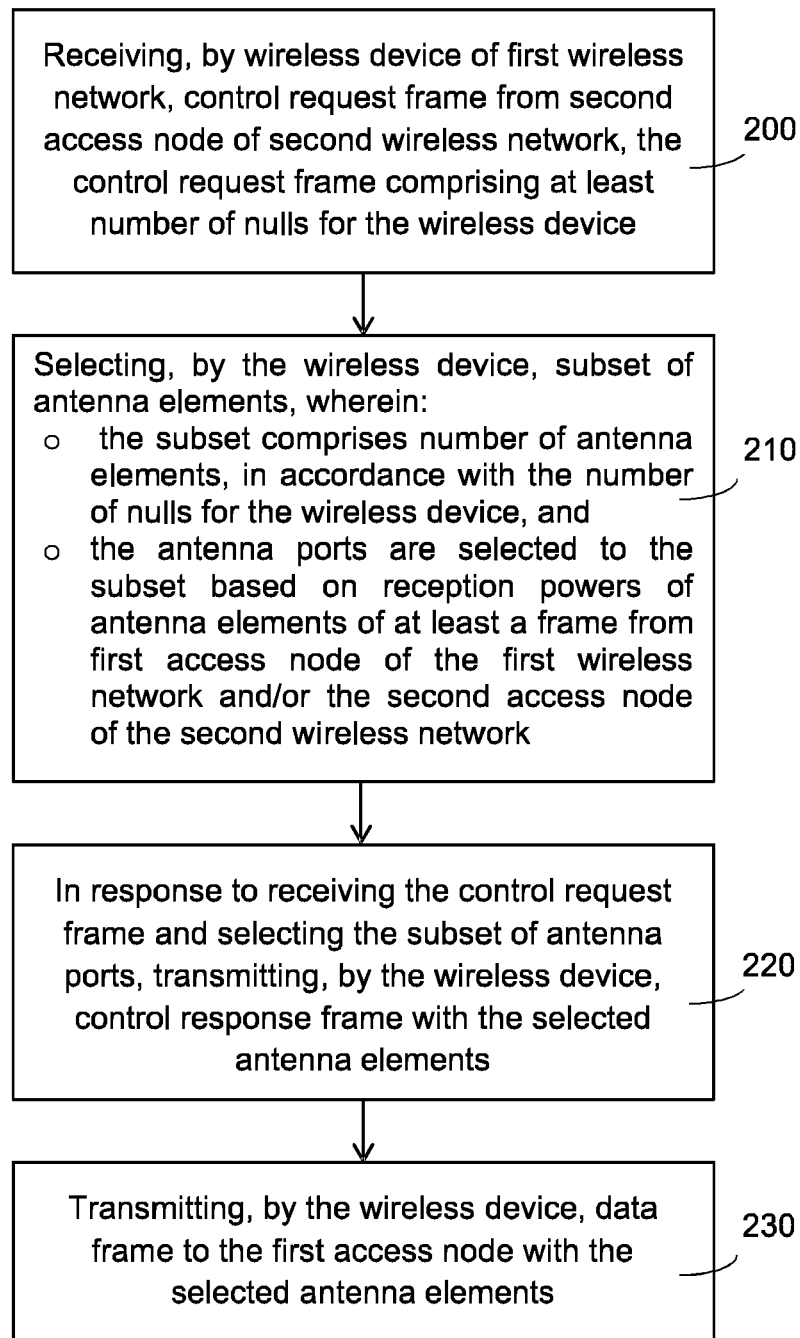 Receiving, by wireless device of first wireless
network, control request frame from second
access node of second wireless network, the
control request frame comprising at least
number of nulls for the wireless device
200
Selecting, by the wireless device, subset of
antenna elements, wherein:
o the subset comprises number of antenna
elements, in accordance with the number
of nulls for the wireless device, and
o the antenna ports are selected to the
subset based on reception powers of
antenna elements of at least a frame from
first access node of the first wireless
network and/or the second access node
of the second wireless network
210
In response to receiving the control request
frame and selecting the subset of antenna
ports, transmitting, by the wireless device,
control response frame with the selected
antenna elements
220
Transmitting, by the wireless device, data
frame to the first access node with the
selected antenna elements
230